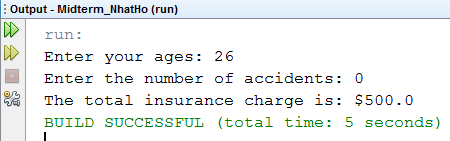 Output - Midterm_NhatHo (run)
run:
Enter your ages: 26
Enter the number of accidents: 0
The total insurance charge is: $500.0
BUILD SUCCESSFUL (total time: 5 seconds)